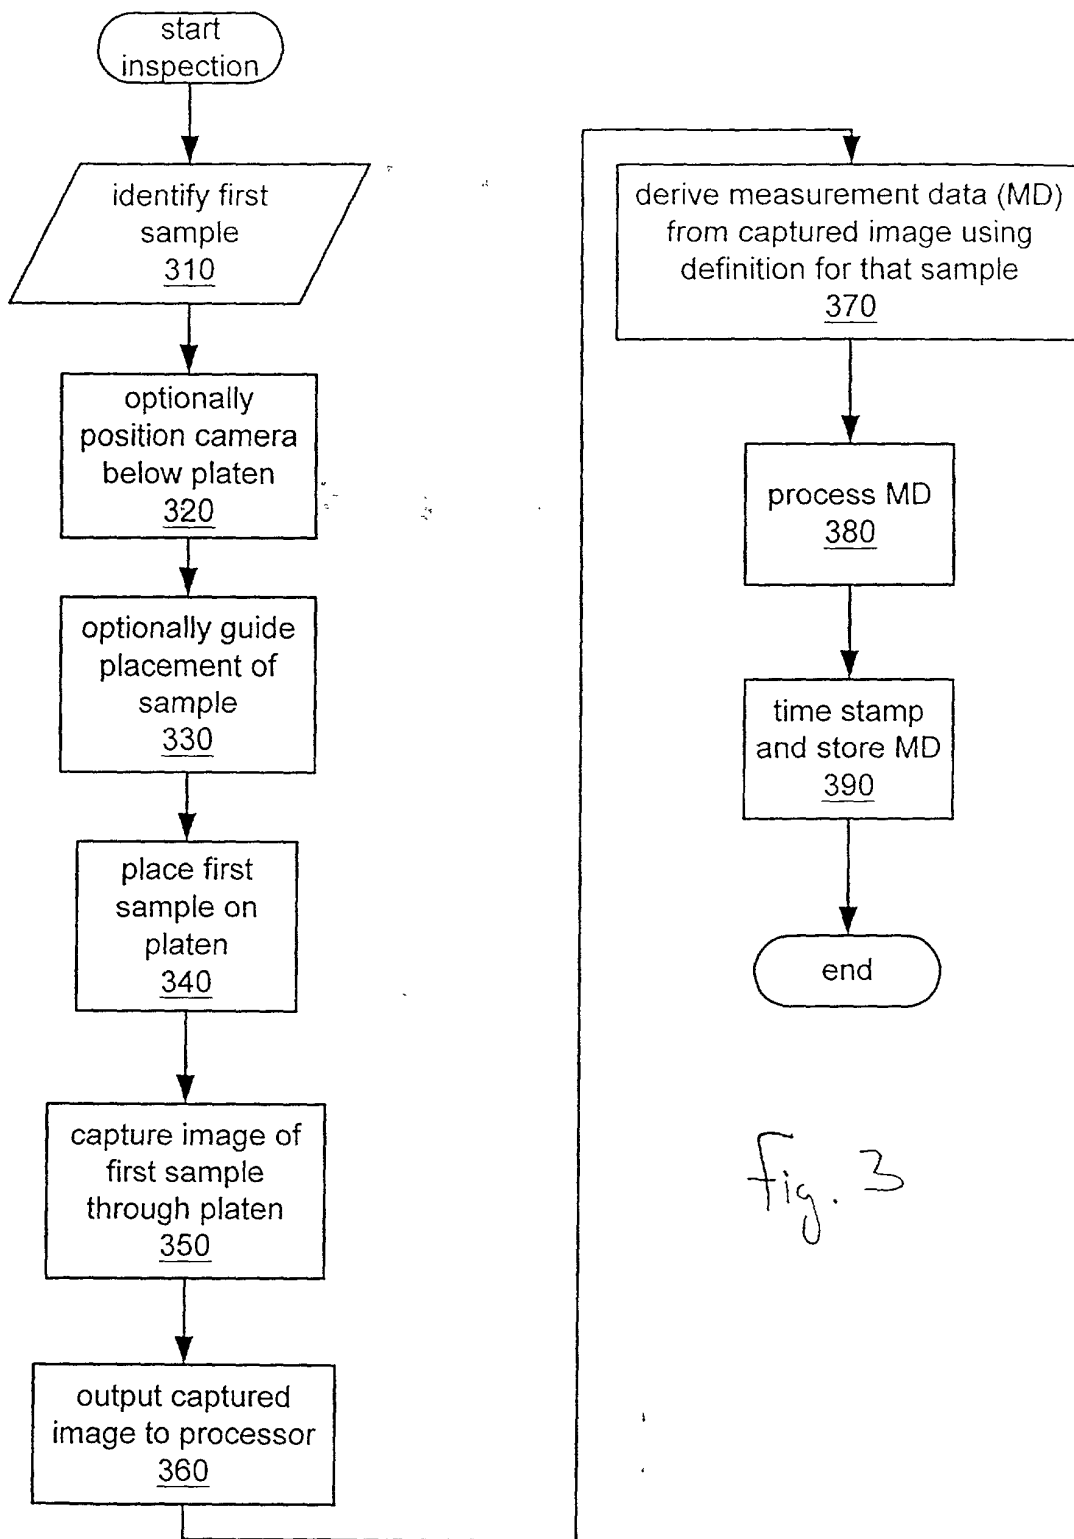 start
inspection
identify first
sample
310
optionally
position camera
below platen
320
optionally guide
placement of
sample
330
place first
sample on
platen
340
capture image of
first sample
through platen
350
output captured
image to processor
360
derive measurement data (MD)
from captured image using
definition for that sample
370
process MD
380
time stamp
and store MD
390
end
Fig. 3